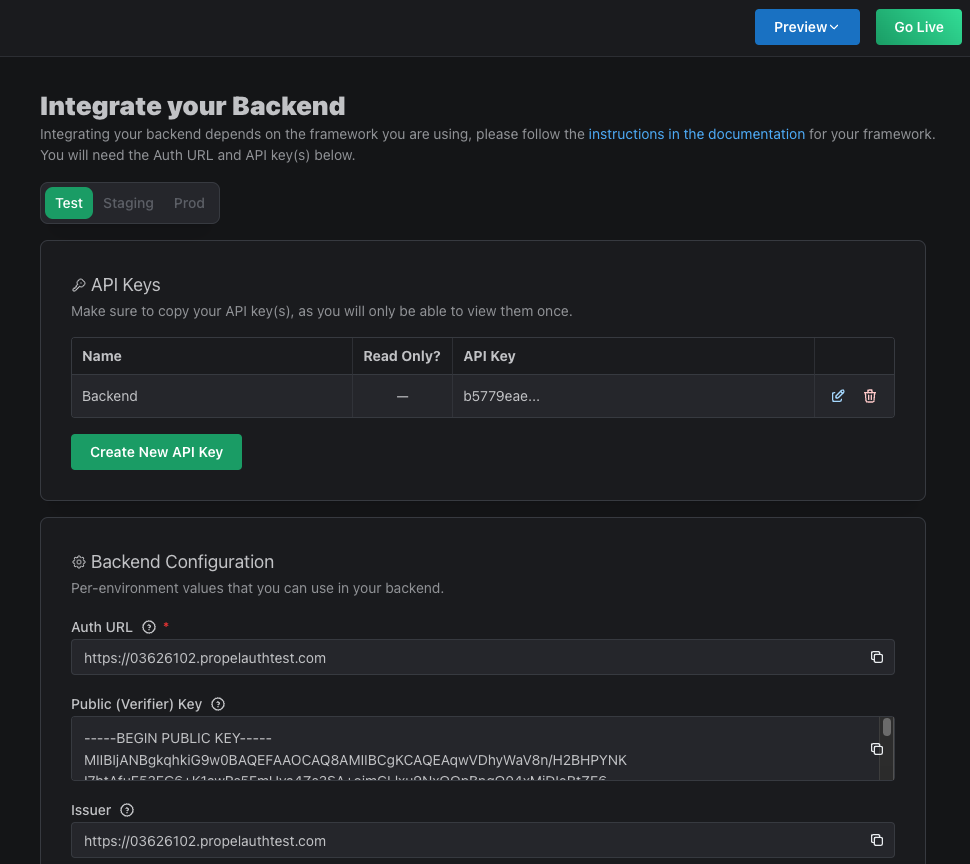 Preview
Go Live
Integrate your Backend
Integrating your backend depends on the framework you are using, please follow the instructions in the documentation for your framework.
You will need the Auth URL and API key(s) below.
Test Staging Prod
API Keys
Make sure to copy your API key(s), as you will only be able to view them once.
Name Read Only? API Key
Backend — b5779eae...
Create New API Key
Backend Configuration
Per-environment values that you can use in your backend.
Auth URL *
https://03626102.propelauthtest.com
Public (Verifier) Key
-----BEGIN PUBLIC KEY-----
MIIBIjANBgkqhkiG9w0BAQEFAAOCAQ8AMIIBCgKCAQEAqwVDhyWaV8n/H2BHPYNK
Issuer
https://03626102.propelauthtest.com